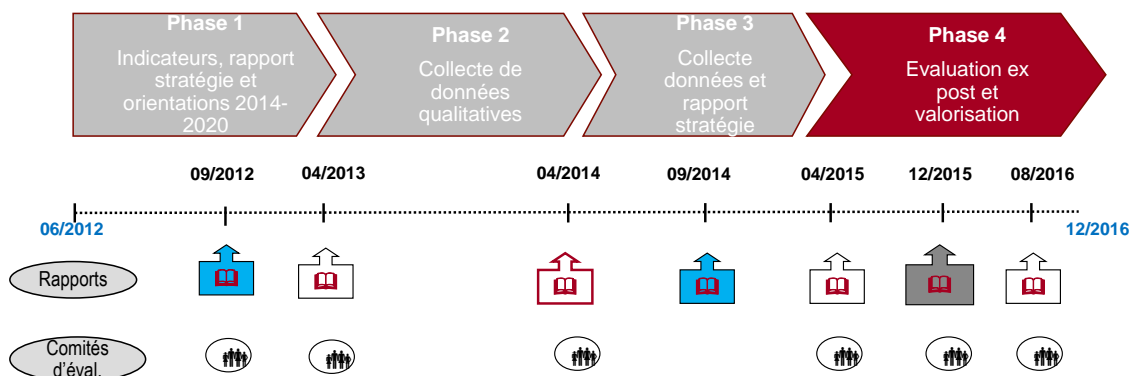 Phase 1
Indicateurs, rapport
stratégie et
orientations 2014-
2020
Phase 2
Collecte de
données
qualitatives
Phase 3
Collecte
données et
rapport
stratégie
Phase 4
Evaluation ex
post et
valorisation
09/2012
04/2013
04/2014
09/2014
04/2015
12/2015
08/2016
06/2012
12/2016
Rapports
Comités
d'éval.